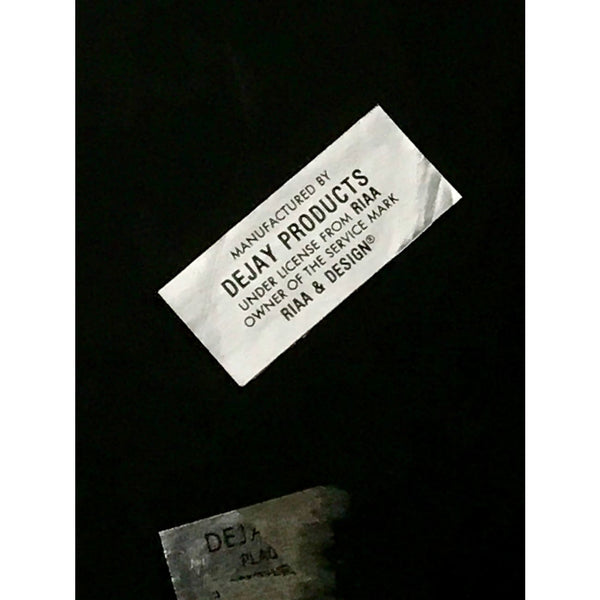 MANUFACTURED BY
DEJAY PRODUCTS
UNDER LICENSE FROM RIAA
OWNER OF THE SERVICE MARK
RIAA & DESIGN®